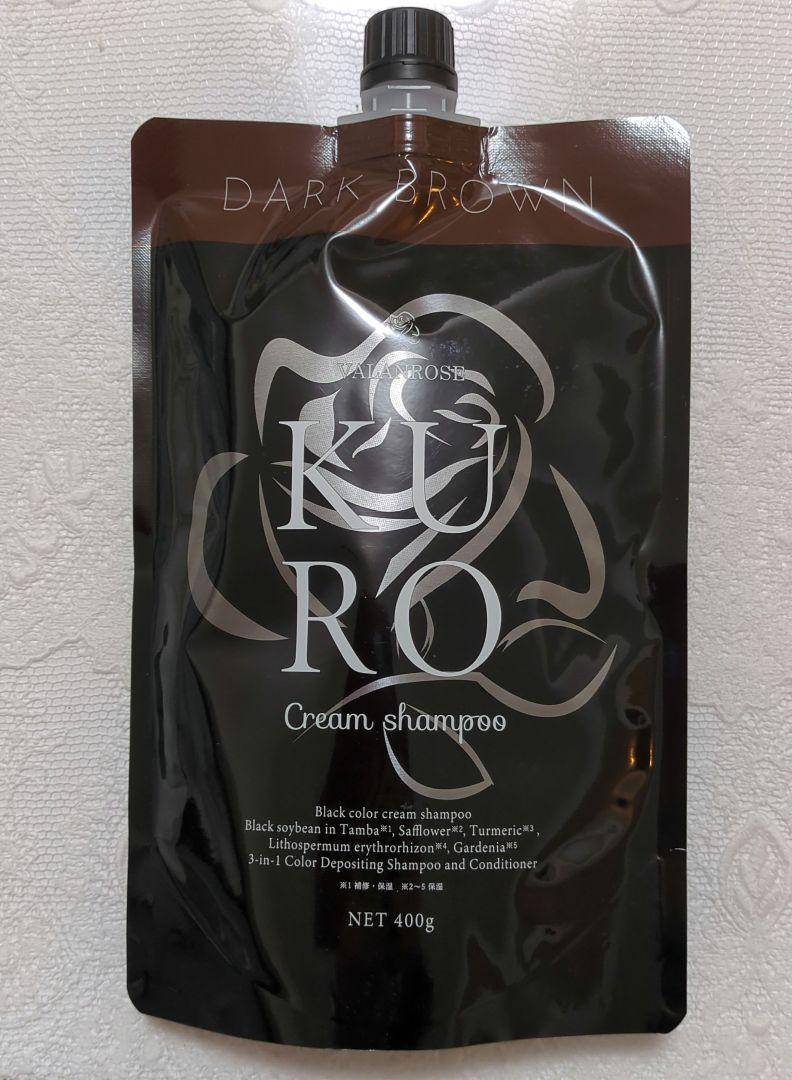 DARK BROWN
VALANROSE
KU
RO
Cream shampoo
Black color cream shampoo
Black soybean in Tamba※1, Safflower※2, Turmeric※3,
Lithospermum erythrorhizon※4, Gardenia※5
3-in-1 Color Depositing Shampoo and Conditioner
※1 補修・保湿 ※2～5 保湿
NET 400g